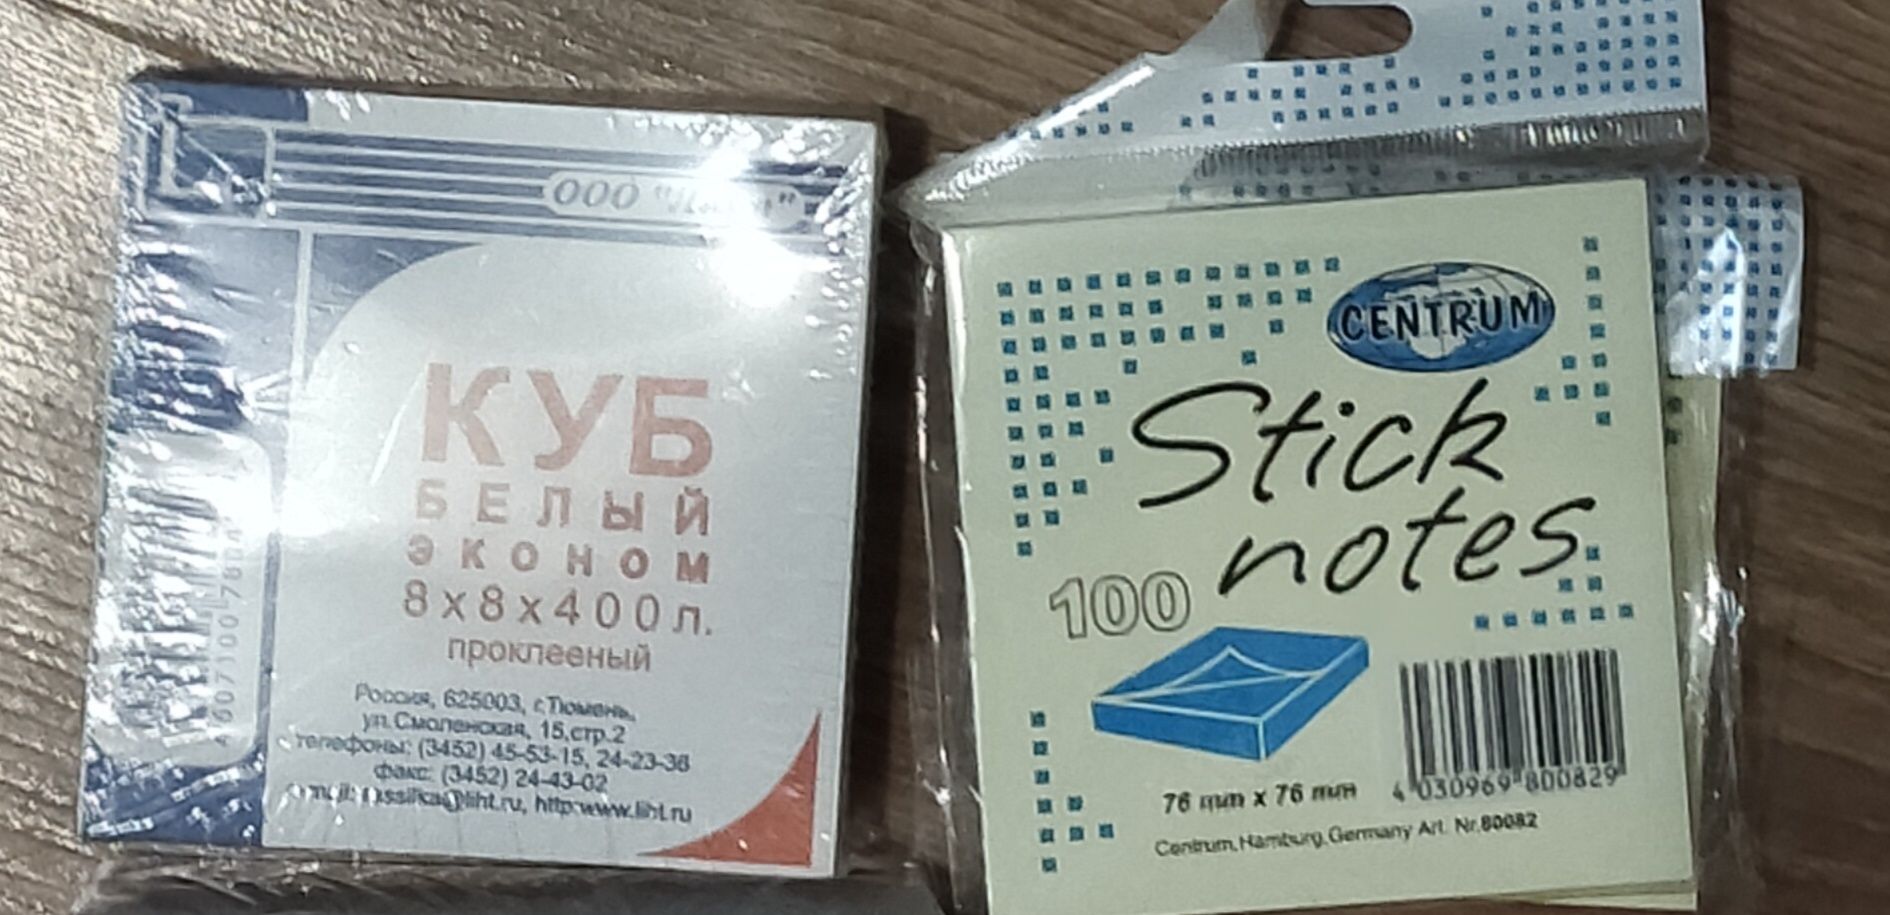 ООО
КУБ
БЕЛЫЙ
ЭКОНОМ
8х8х400л.
проклееный
Россия, 625003, г.Тюмень,
ул.Смоленская, 15,стр.2
телефоны: (3452) 45-53-15, 24-23-36
факс: (3452) 24-43-02
http:www.liht.ru
CENTRUM
Stick
notes
100
76 mm x 76 mm
4 030969 800829
Centrum, Hamburg, Germany Art. Nr.80082